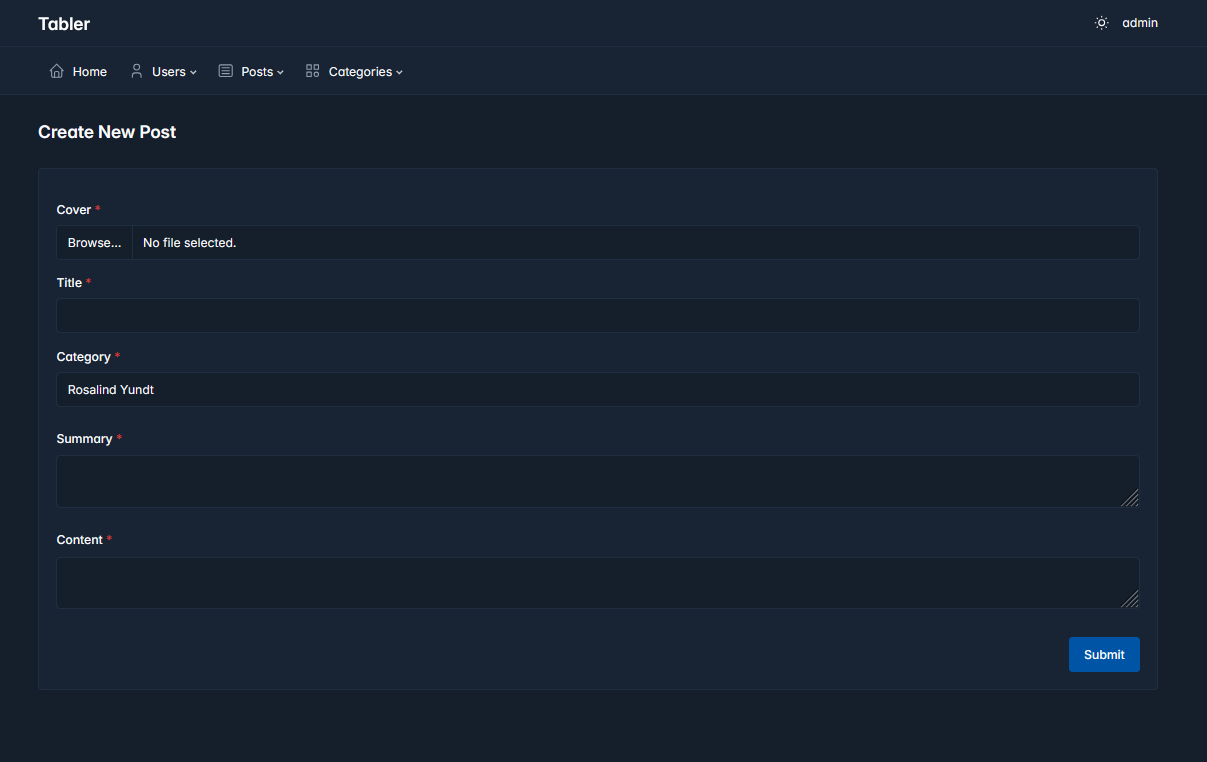 Tabler
admin
Home Users Posts Categories
Create New Post
Cover *
Browse... No file selected.
Title *
Category *
Rosalind Yundt
Summary *
Content *
Submit